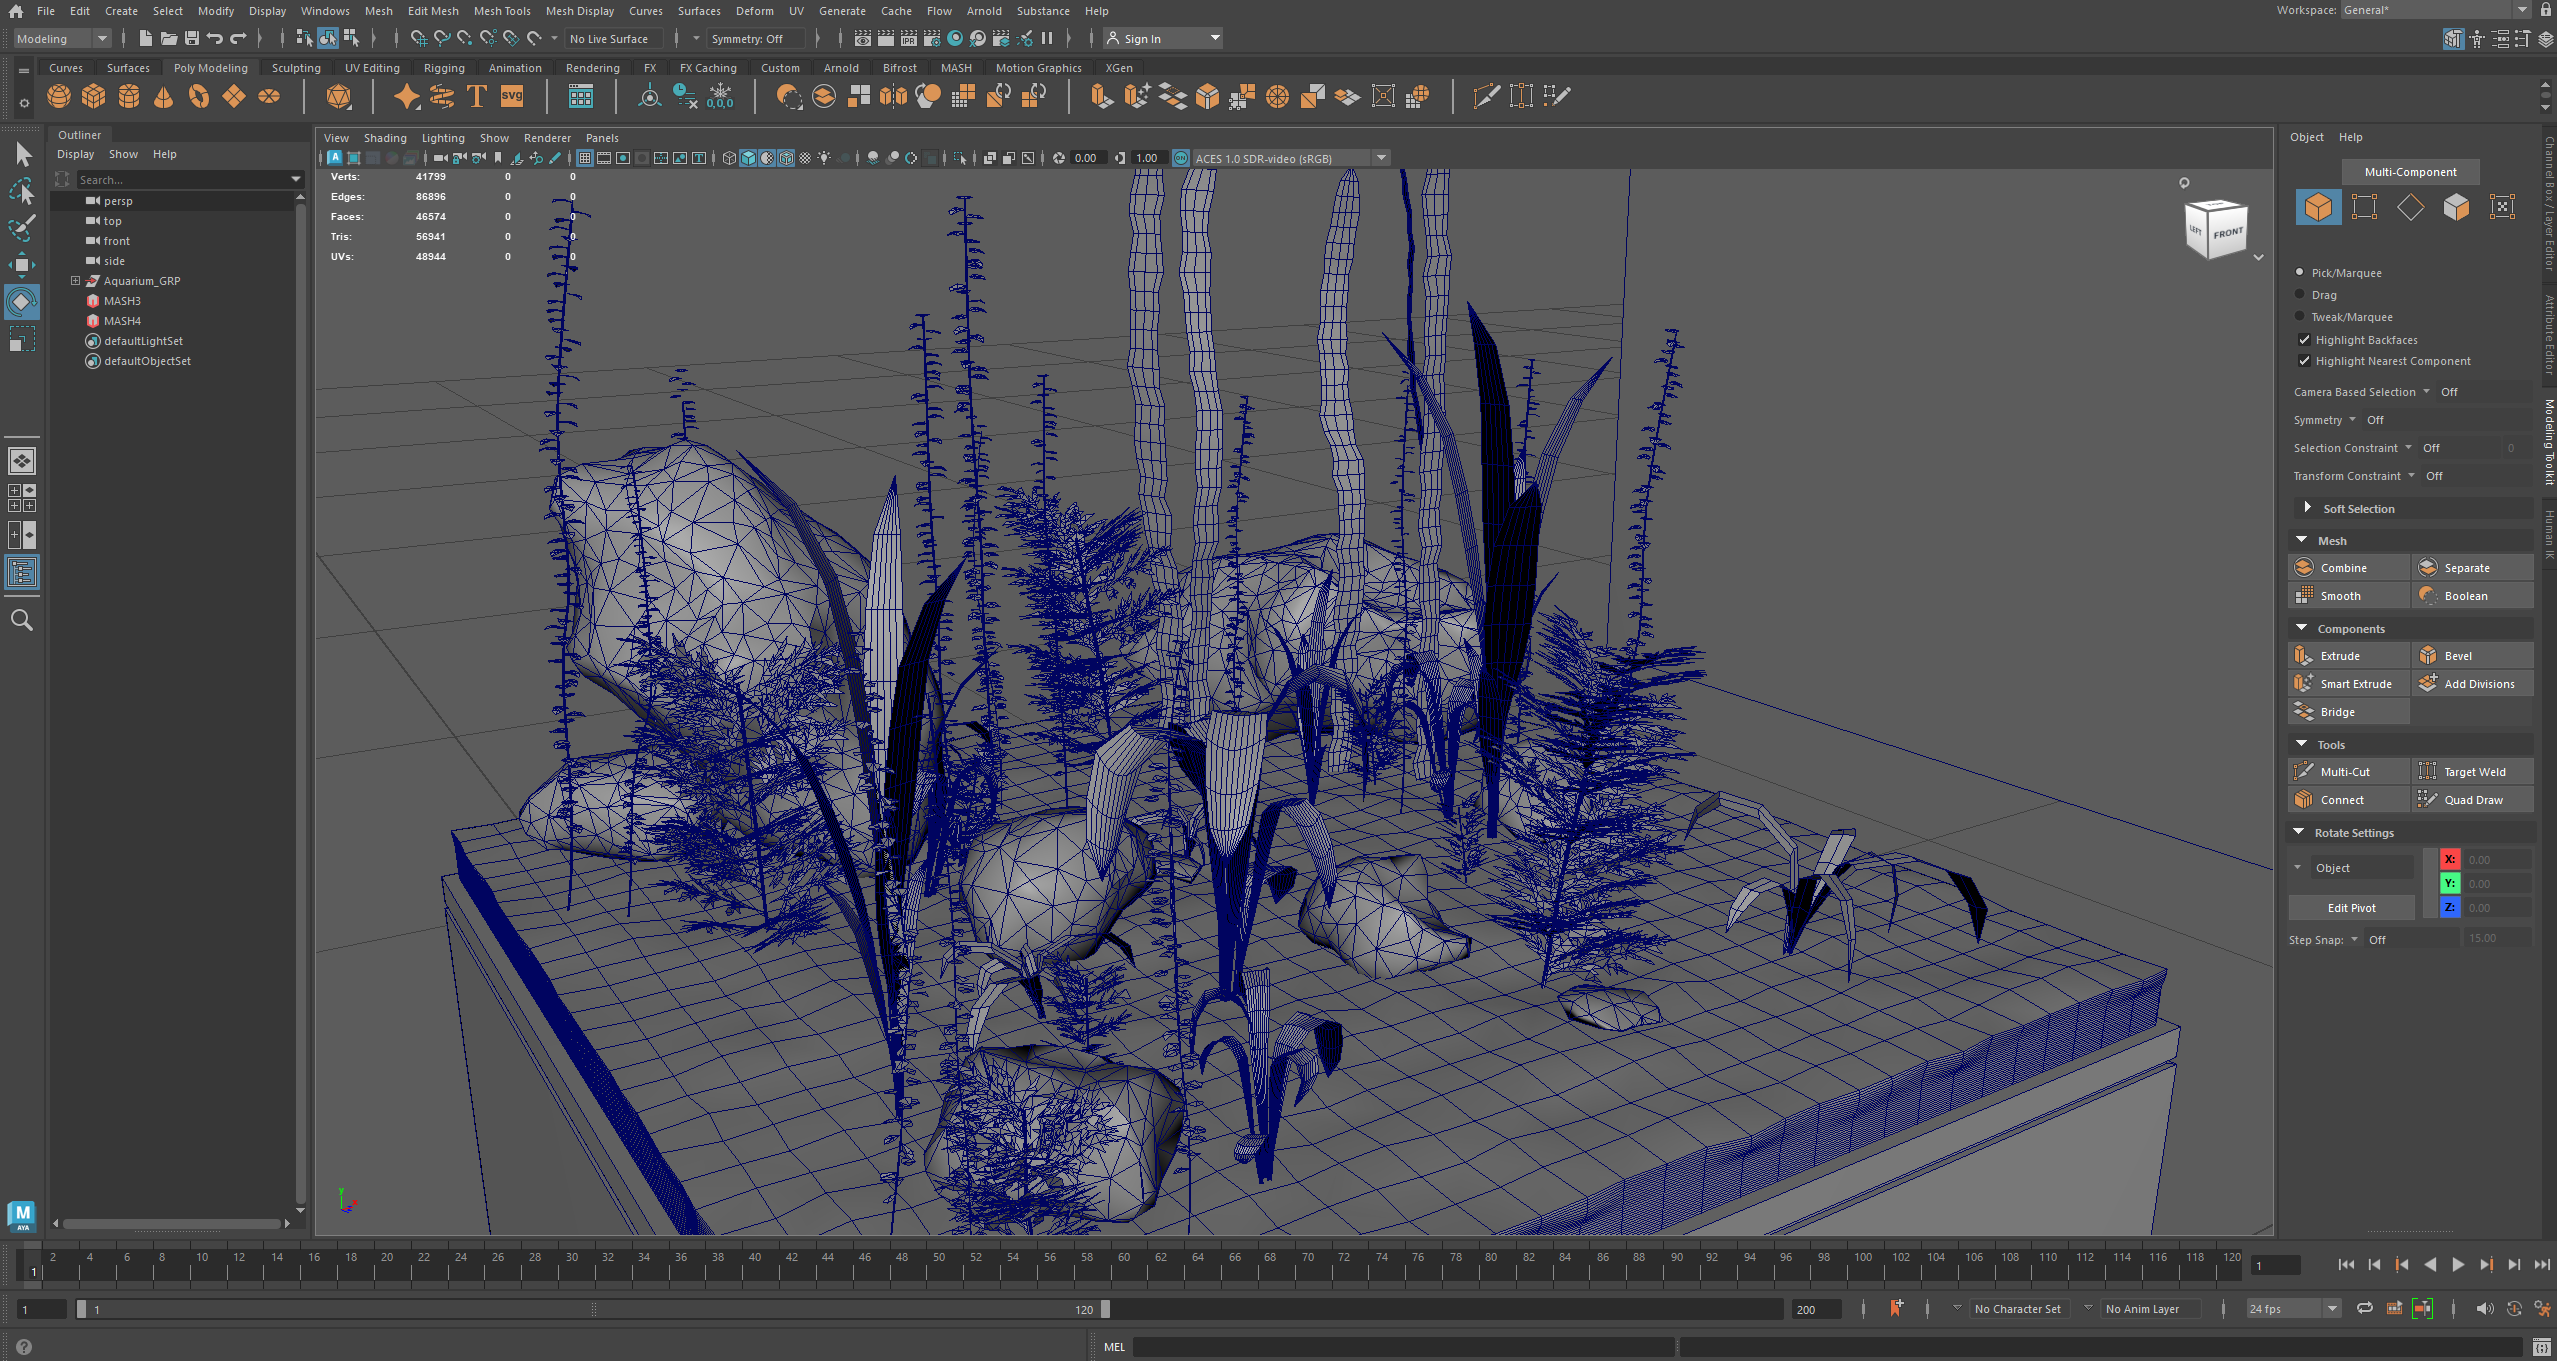 File Edit Create Select Modify Display Windows Mesh Edit Mesh Mesh Tools Mesh Display Curves Surfaces Deform UV Generate Cache Flow Arnold Substance Help
Workspace: General*
Modeling
No Live Surface
Symmetry: Off
IPR
Sign In
Curves Surfaces Poly Modeling Sculpting UV Editing Rigging Animation Rendering FX FX Caching Custom Arnold Bifrost MASH Motion Graphics XGen
T
svg
0,0,0
Outliner
Display Show Help
Search...
persp
top
front
side
Aquarium_GRP
MASH3
MASH4
defaultLightSet
defaultObjectSet
View Shading Lighting Show Renderer Panels
0.00
1.00
ON
ACES 1.0 SDR-video (sRGB)
Verts: 41799 0 0
Edges: 86896 0 0
Faces: 46574 0 0
Tris: 56941 0 0
UVs: 48944 0 0
LEFT
FRONT
y
Object Help
Multi-Component
Pick/Marquee
Drag
Tweak/Marquee
Highlight Backfaces
Highlight Nearest Component
Camera Based Selection Off
Symmetry Off
Selection Constraint Off 0
Transform Constraint Off
Soft Selection
Mesh
Combine Separate
Smooth Boolean
Components
Extrude Bevel
Smart Extrude Add Divisions
Bridge
Tools
Multi-Cut Target Weld
Connect Quad Draw
Rotate Settings
Object
X: 0.00
Y: 0.00
Z: 0.00
Edit Pivot
Step Snap: Off 15.00
Channel Box / Layer Editor
Attribute Editor
Modeling Toolkit
Human IK
M
AYA
1
2 4 6 8 10 12 14 16 18 20 22 24 26 28 30 32 34 36 38 40 42 44 46 48 50 52 54 56 58 60 62 64 66 68 70 72 74 76 78 80 82 84 86 88 90 92 94 96 98 100 102 104 106 108 110 112 114 116 118 120
1
1
1
120
200
No Character Set
No Anim Layer
24 fps
MEL